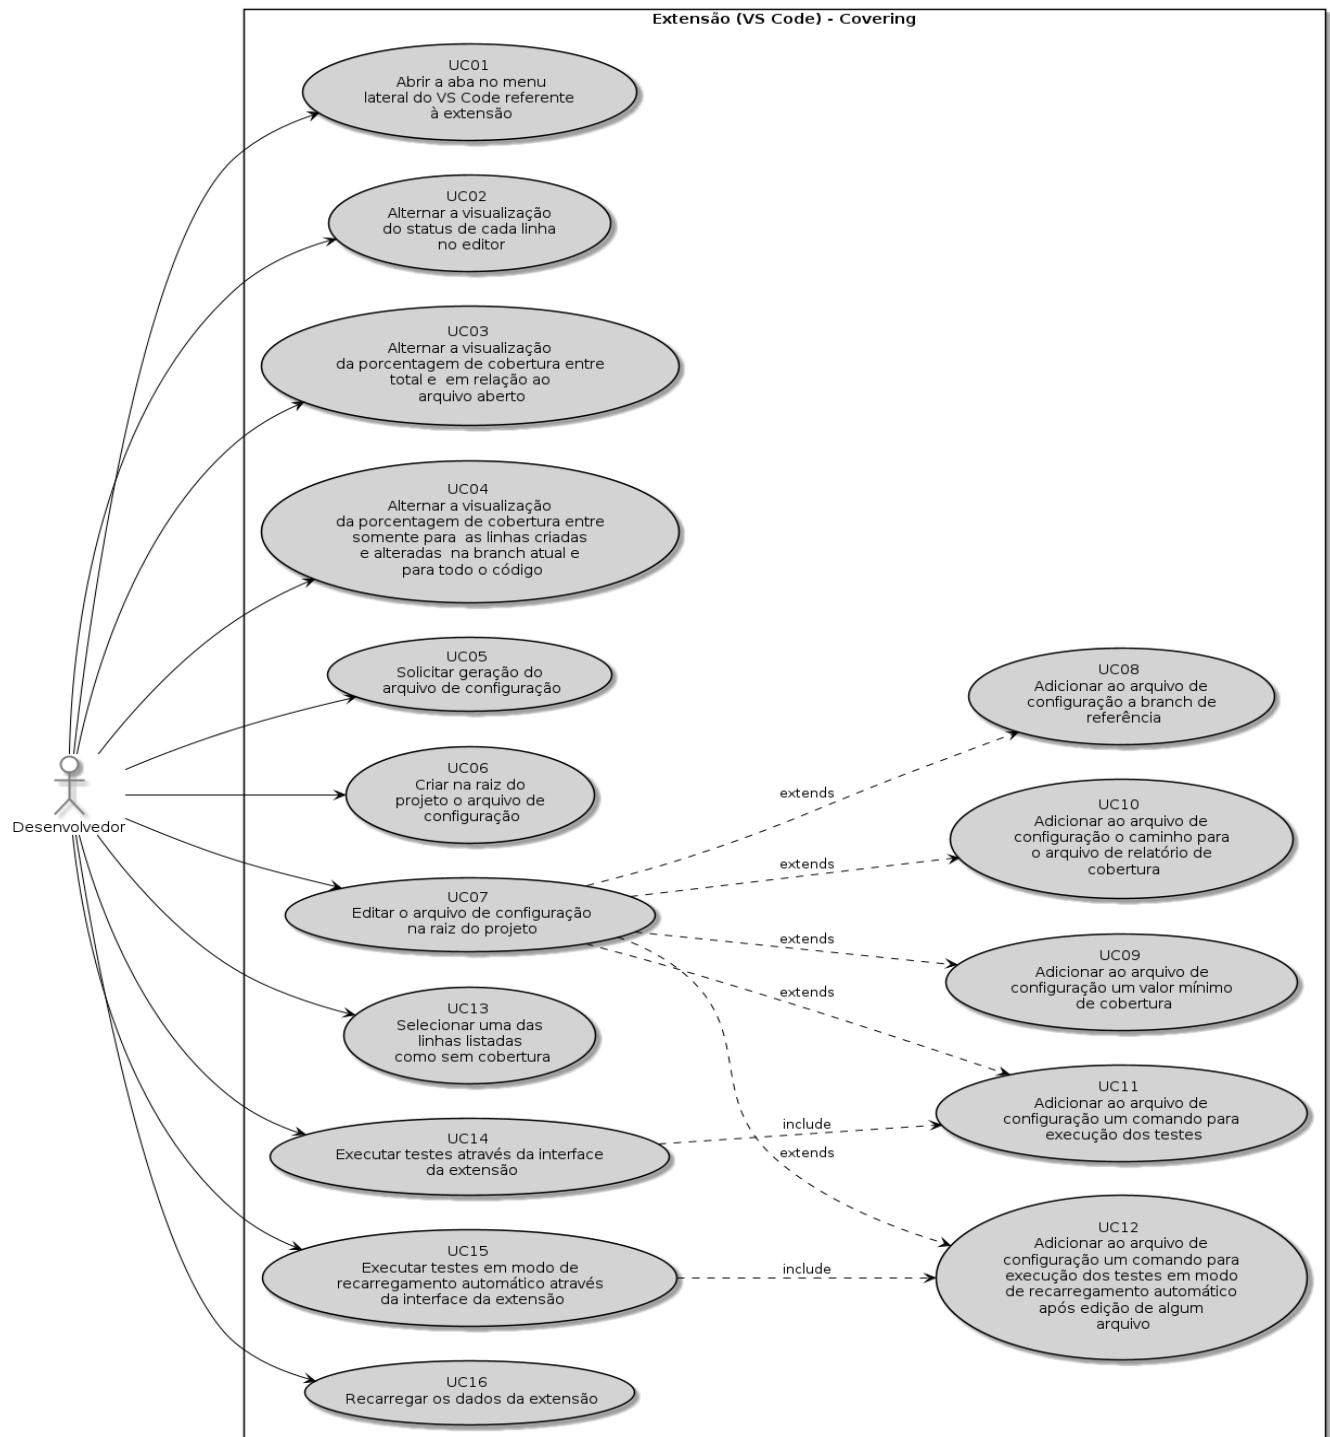 Extensão (VS Code) - Covering
UC01
Abrir a aba no menu
lateral do VS Code referente
à extensão
UC02
Alternar a visualização
do status de cada linha
no editor
UC03
Alternar a visualização
da porcentagem de cobertura entre
total e em relação ao
arquivo aberto
UC04
Alternar a visualização
da porcentagem de cobertura entre
somente para as linhas criadas
e alteradas na branch atual e
para todo o código
UC05
Solicitar geração do
arquivo de configuração
UC06
Criar na raiz do
projeto o arquivo de
configuração
Desenvolvedor
UC07
Editar o arquivo de configuração
na raiz do projeto
UC13
Selecionar uma das
linhas listadas
como sem cobertura
UC14
Executar testes através da interface
da extensão
UC15
Executar testes em modo de
recarregamento automático através
da interface da extensão
UC16
Recarregar os dados da extensão
extends
extends
extends
extends
include
extends
include
UC08
Adicionar ao arquivo de
configuração a branch de
referência
UC10
Adicionar ao arquivo de
configuração o caminho para
o arquivo de relatório de
cobertura
UC09
Adicionar ao arquivo de
configuração um valor mínimo
de cobertura
UC11
Adicionar ao arquivo de
configuração um comando para
execução dos testes
UC12
Adicionar ao arquivo de
configuração um comando para
execução dos testes em modo
de recarregamento automático
após edição de algum
arquivo